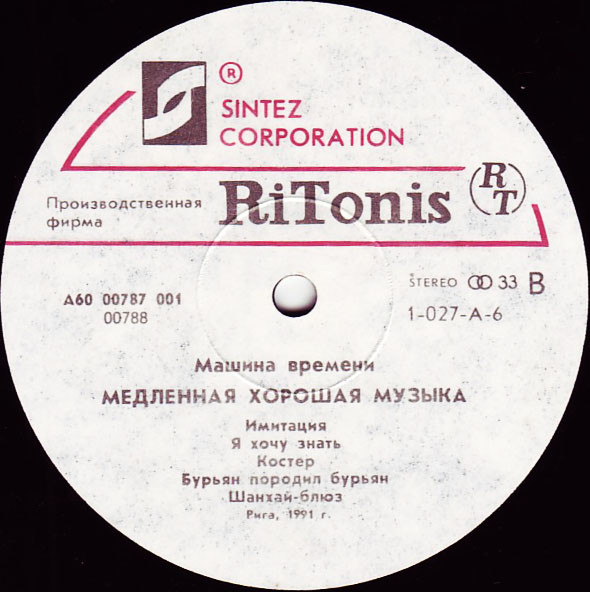 ®
SINTEZ
CORPORATION
Производственная
фирма
RiTonis
RT
A60 00787 001
00788
STEREO 33 B
1-027-A-6
Машина времени
МЕДЛЕННАЯ ХОРОШАЯ МУЗЫКА
Имитация
Я хочу знать
Костер
Бурьян породил бурьян
Шанхай-блюз
Рига, 1991 г.